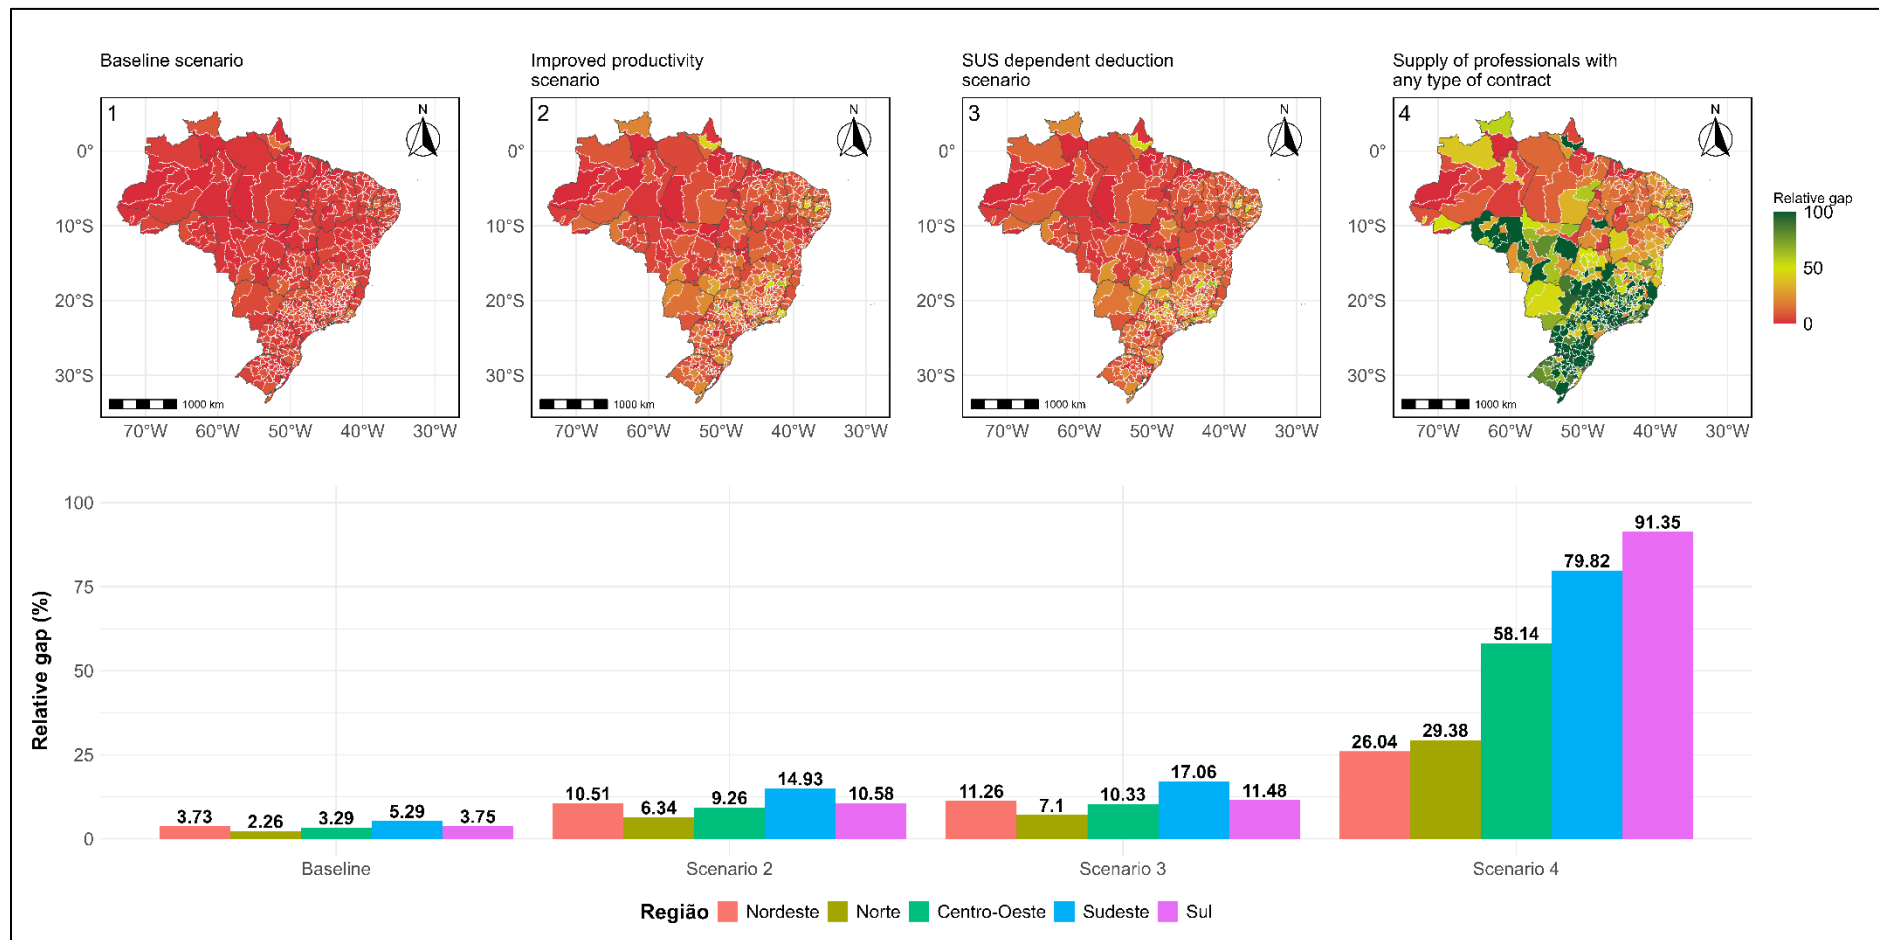 Baseline scenario
Improved productivity
scenario
SUS dependent deduction
scenario
Supply of professionals with
any type of contract
1
N
0°
10°S
20°S
30°S
1000 km
70°W 60°W 50°W 40°W 30°W
2
N
0°
10°S
20°S
30°S
1000 km
70°W 60°W 50°W 40°W 30°W
3
N
0°
10°S
20°S
30°S
1000 km
70°W 60°W 50°W 40°W 30°W
4
N
0°
10°S
20°S
30°S
1000 km
70°W 60°W 50°W 40°W 30°W
Relative gap
100
50
0
Relative gap (%)
100
75
50
25
0
3.73 2.26 3.29 5.29 3.75
10.51 6.34 9.26 14.93 10.58
11.26 7.1 10.33 17.06 11.48
26.04 29.38 58.14 79.82 91.35
Baseline Scenario 2 Scenario 3 Scenario 4
Região Nordeste Norte Centro-Oeste Sudeste Sul